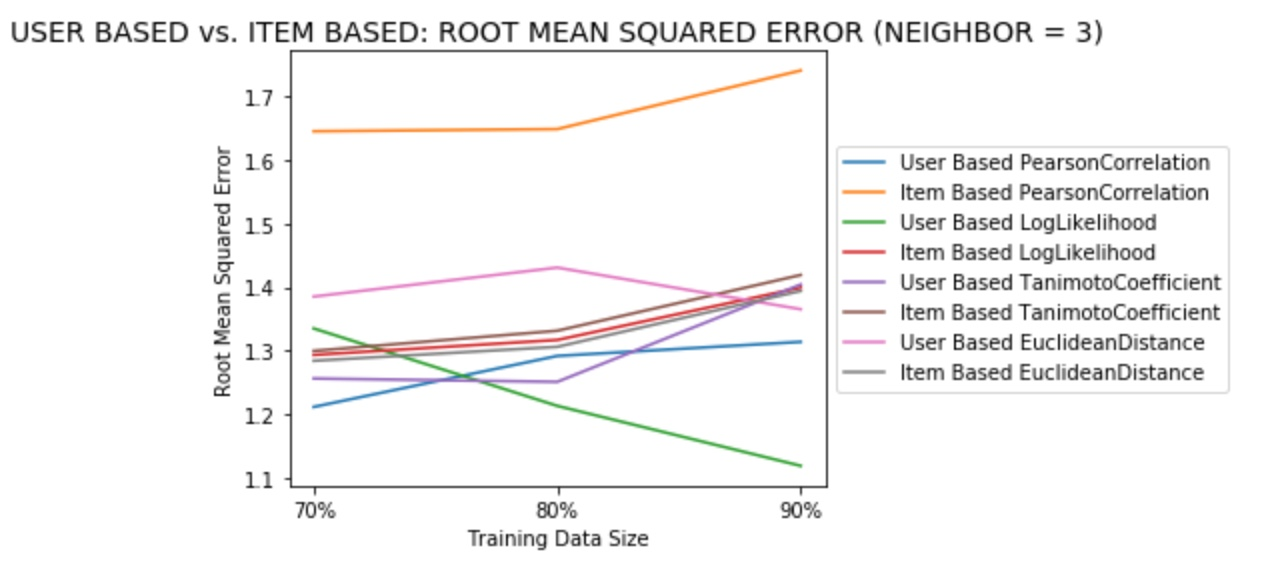 USER BASED vs. ITEM BASED: ROOT MEAN SQUARED ERROR (NEIGHBOR = 3)
Root Mean Squared Error
1.7
1.6
1.5
1.4
1.3
1.2
1.1
70%
80%
90%
Training Data Size
User Based PearsonCorrelation
Item Based PearsonCorrelation
User Based LogLikelihood
Item Based LogLikelihood
User Based TanimotoCoefficient
Item Based TanimotoCoefficient
User Based EuclideanDistance
Item Based EuclideanDistance